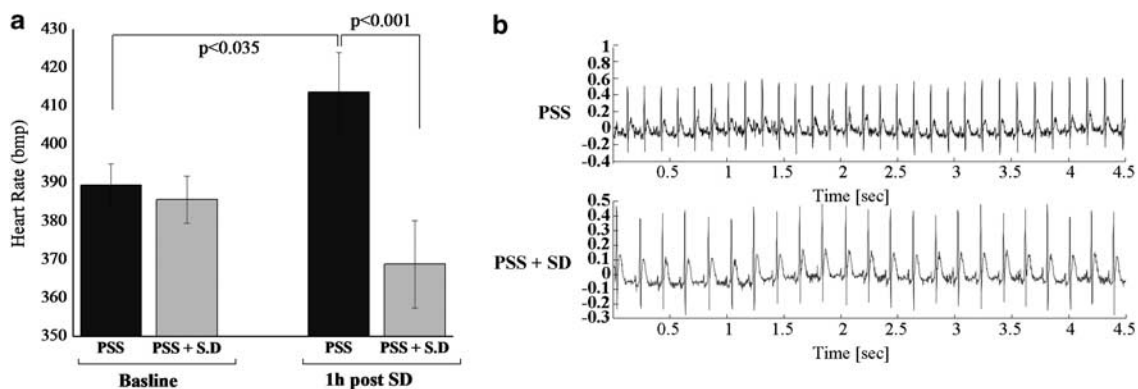 a
p<0.035
p<0.001
Heart Rate (bmp)
430
420
410
400
390
380
370
360
350
PSS
PSS + S.D
PSS
PSS + S.D
Basline
1h post SD
b
PSS
1
0.8
0.6
0.4
0.2
0
-0.2
-0.4
0.5 1 1.5 2 2.5 3 3.5 4 4.5
Time [sec]
PSS + SD
0.5
0.4
0.3
0.2
0.1
0
-0.1
-0.2
-0.3
0.5 1 1.5 2 2.5 3 3.5 4 4.5
Time [sec]